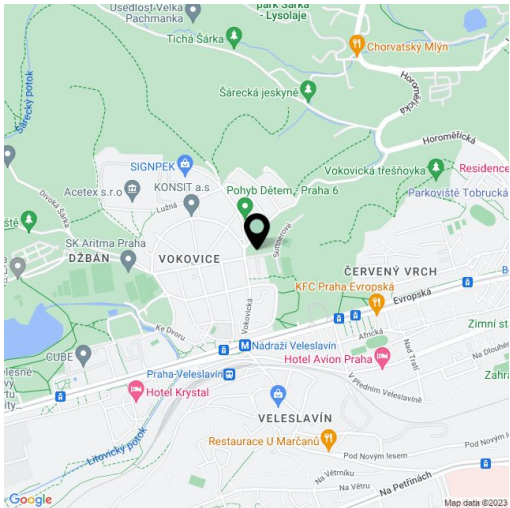 Usedlost Velká
Pachmanka
park Šárka
- Lysolaje
Tichá Šárka
Chorvatský Mlýn
Šárecká jeskyně
Horoměřická
Šárecký potok
Horoměřická
SIGNPEK
Vokovická třešňovka
Residence
Acetex s.r.o
KONSIT a.s
Pohyb Dětem, Praha 6
Parkoviště Tobrucká
Lužná
Divoká Šárka
iště
Suttnerové
SK Aritma Praha
DŽBÁN
VOKOVICE
ČERVENÝ VRCH
KFC Praha Evropská
Evropská
Vokovická
Ke Dvoru
Africká
Zimní st
Nádraží Veleslavín
Nad Tratí
Na Dlouhé
CUBE
Hotel Avion Praha
Praha-Veleslavín
Zahra
Hotel Krystal
V Předním Veleslavíně
VELESLAVÍN
Litovický potok
Restaurace U Marčanů
Pod Novým lesem
Pod Novým le
Na Větrníku
Na Větru
Na Petřinách
Google
Map data ©2023